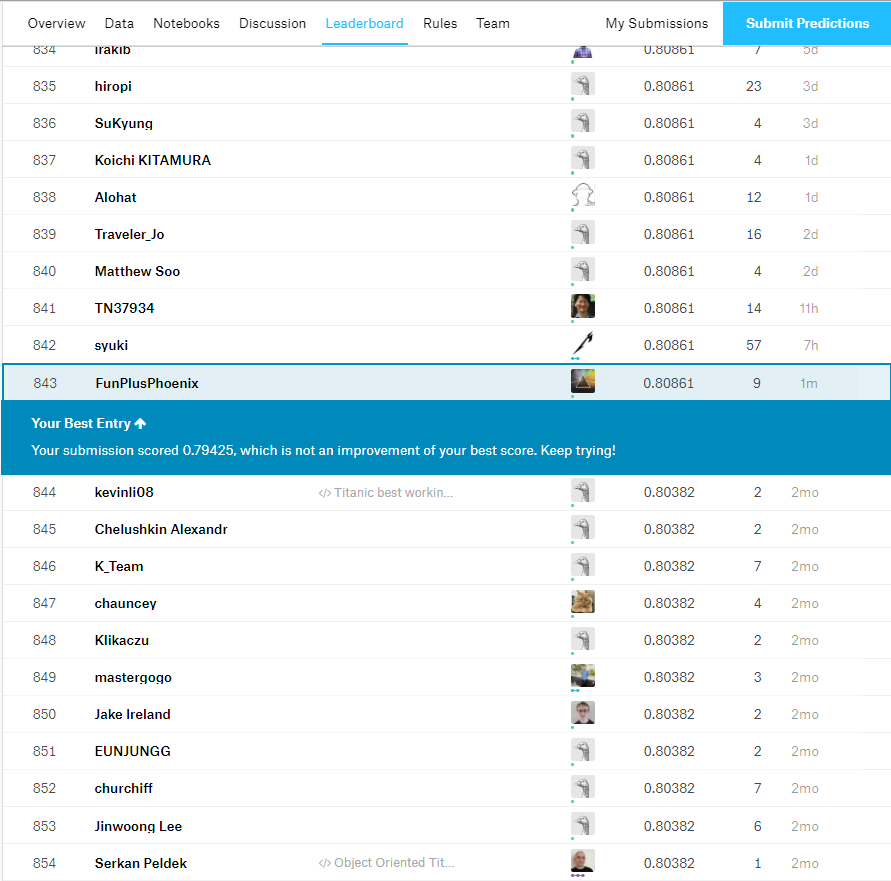 Overview Data Notebooks Discussion Leaderboard Rules Team My Submissions Submit Predictions
834 Irakib 0.80861 7 5d
835 hiropi 0.80861 23 3d
836 SuKyung 0.80861 4 3d
837 Koichi KITAMURA 0.80861 4 1d
838 Alohat 0.80861 12 1d
839 Traveler_Jo 0.80861 16 2d
840 Matthew Soo 0.80861 4 2d
841 TN37934 0.80861 14 11h
842 syuki 0.80861 57 7h
843 FunPlusPhoenix 0.80861 9 1m
Your Best Entry ↑
Your submission scored 0.79425, which is not an improvement of your best score. Keep trying!
844 kevinli08 </> Titanic best workin... 0.80382 2 2mo
845 Chelushkin Alexandr 0.80382 2 2mo
846 K_Team 0.80382 7 2mo
847 chauncey 0.80382 4 2mo
848 Klikaczu 0.80382 2 2mo
849 mastergogo 0.80382 3 2mo
850 Jake Ireland 0.80382 2 2mo
851 EUNJUNGG 0.80382 2 2mo
852 churchiff 0.80382 7 2mo
853 Jinwoong Lee 0.80382 6 2mo
854 Serkan Peldek </> Object Oriented Tit... 0.80382 1 2mo